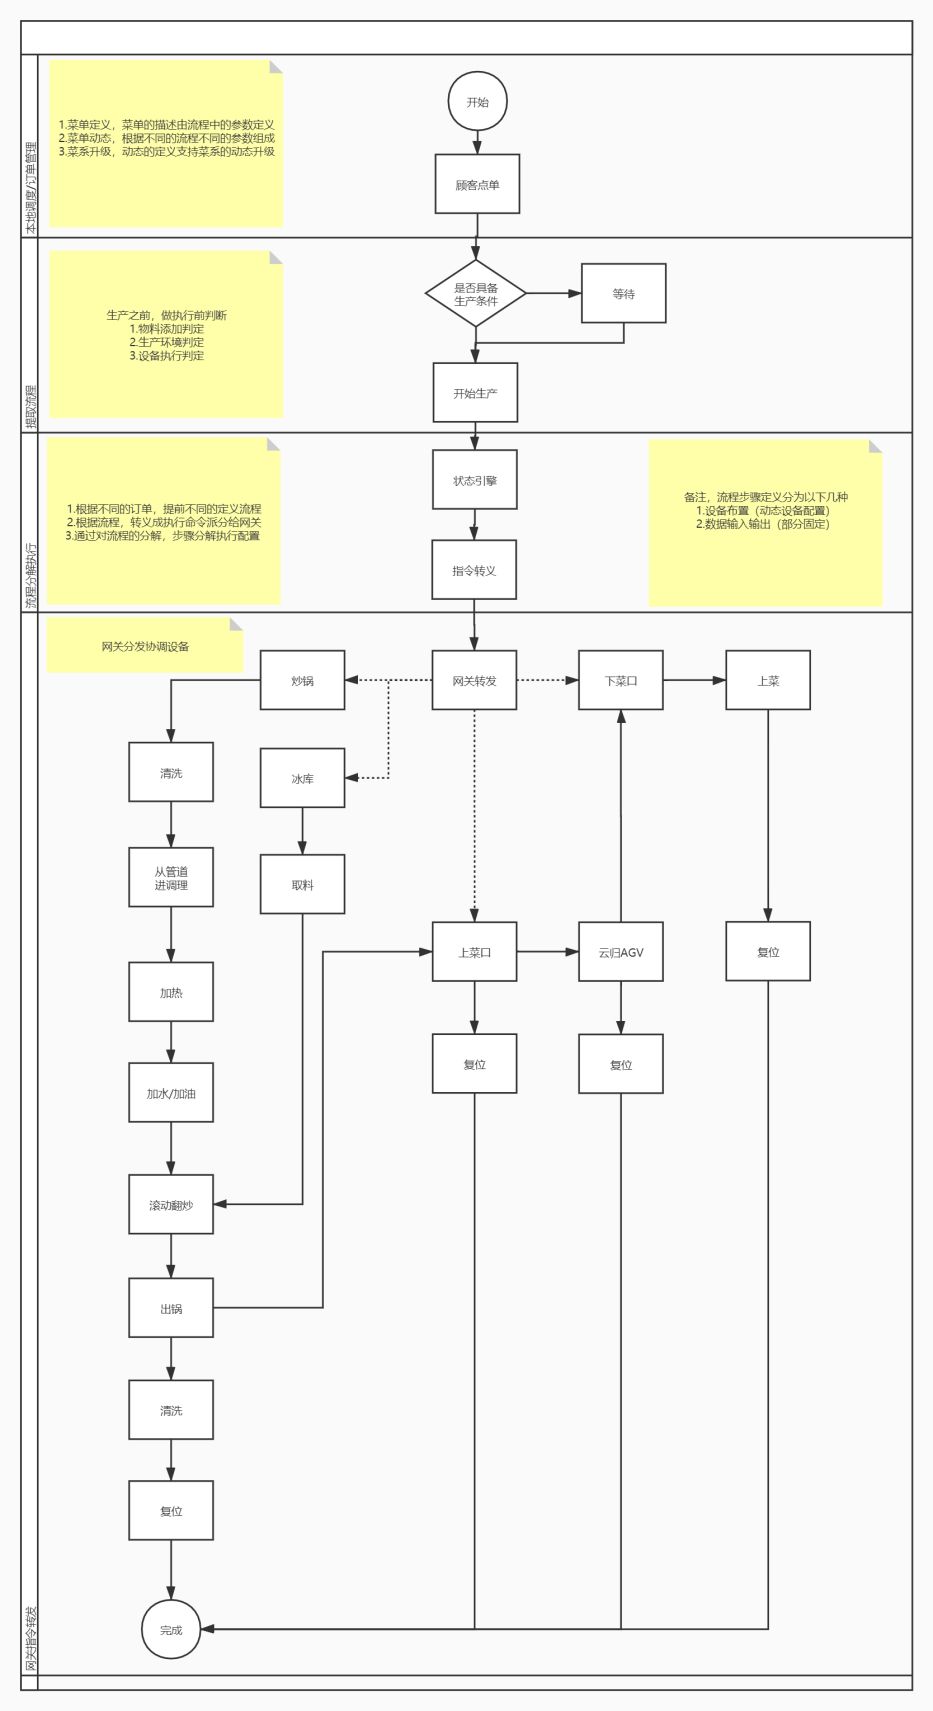 本地调度/订单管理
1.菜单定义，菜单的描述由流程中的参数定义
2.菜单动态，根据不同的流程不同的参数组成
3.菜系升级，动态的定义支持菜系的动态升级
开始
顾客点单
提取流程
生产之前，做执行前判断
1.物料添加判定
2.生产环境判定
3.设备执行判定
是否具备
生产条件
等待
开始生产
流程分解执行
1.根据不同的订单，提前不同的定义流程
2.根据流程，转义成执行命令派分给网关
3.通过对流程的分解，步骤分解执行配置
状态引擎
指令转义
备注，流程步骤定义分为以下几种
1.设备布置（动态设备配置）
2.数据输入输出（部分固定）
网关指令转发
网关分发协调设备
炒锅
网关转发
下菜口
上菜
清洗
冰库
从管道
进调理
取料
上菜口
云归AGV
复位
加热
复位
复位
加水/加油
滚动翻炒
出锅
清洗
复位
完成